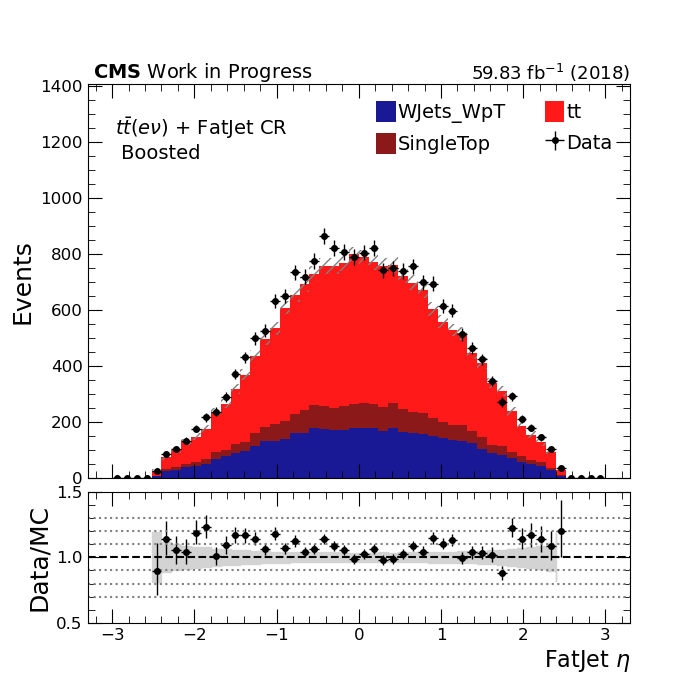 CMS Work in Progress 59.83 fb⁻¹ (2018)
tt̄(eν) + FatJet CR
Boosted
WJets_WpT tt
SingleTop Data
Events
1400
1200
1000
800
600
400
200
0
Data/MC
1.5
1.0
0.5
−3 −2 −1 0 1 2 3
FatJet η